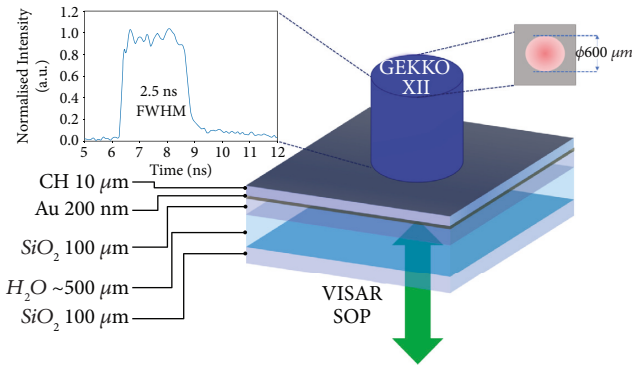 Normalised Intensity
(a.u.)
1.2
1.0
0.8
0.6
0.4
0.2
0.0
2.5 ns
FWHM
5 6 7 8 9 10 11 12
Time (ns)
GEKKO
XII
ϕ600 μm
CH 10 μm
Au 200 nm
SiO₂ 100 μm
H₂O ~500 μm
SiO₂ 100 μm
VISAR
SOP